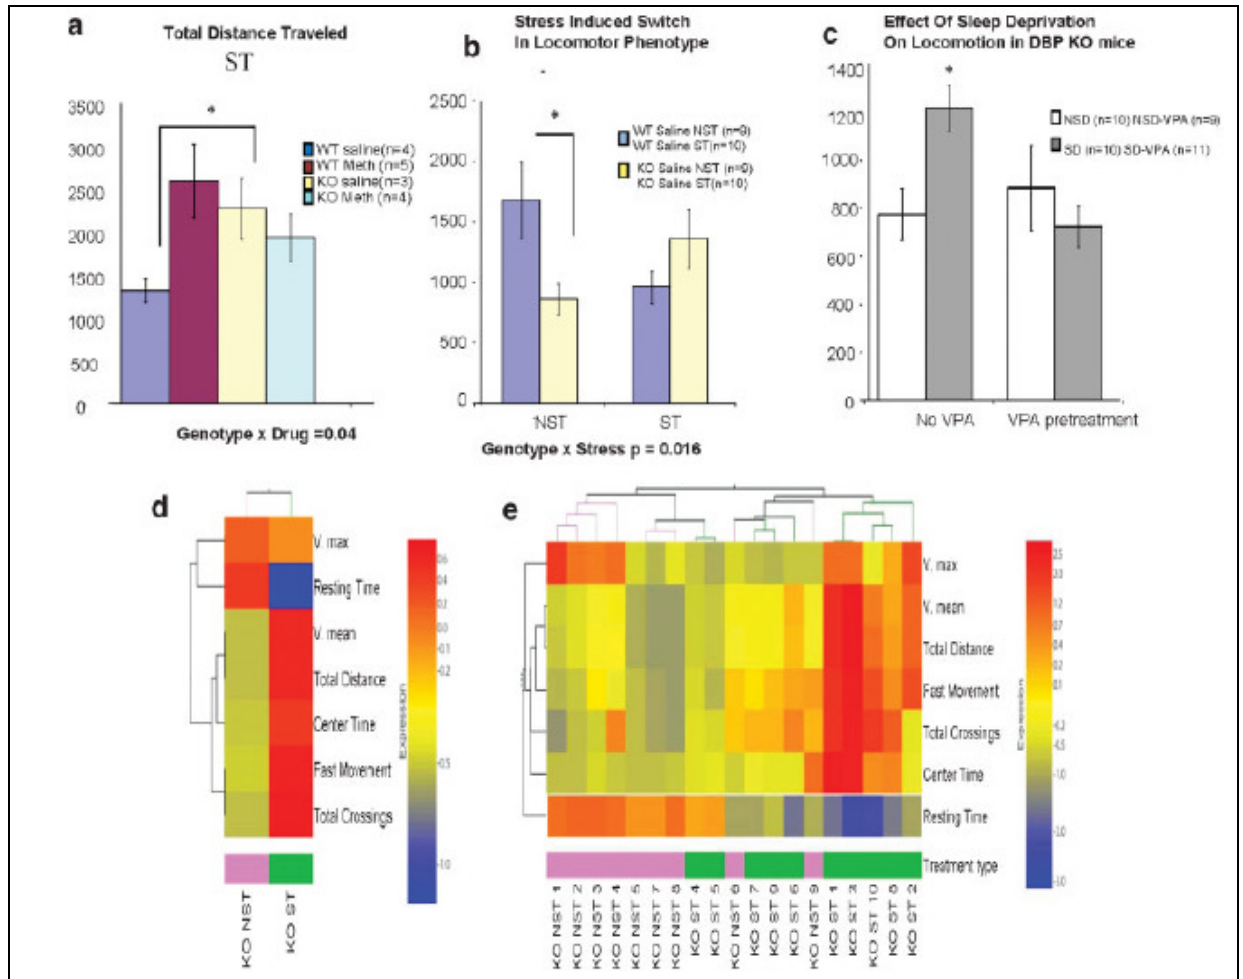 a
Total Distance Traveled
ST
3500
3000
2500
2000
1500
1000
500
0
*
WT saline(n=4)
WT Meth (n=5)
KO saline(n=3)
KO Meth (n=4)
Genotype x Drug =0.04
b
Stress Induced Switch
In Locomotor Phenotype
2500
2000
1500
1000
500
0
*
WT Saline NST (n=9)
WT Saline ST(n=10)
KO Saline NST (n=9)
KO Saline ST(n=10)
NST ST
Genotype x Stress p = 0.016
c
Effect Of Sleep Deprivation
On Locomotion in DBP KO mice
1400
1200
1000
800
600
400
200
0
*
NSD (n=10) NSD-VPA (n=9)
SD (n=10) SD-VPA (n=11)
No VPA VPA pretreatment
d
V. max
Resting Time
V. mean
Total Distance
Center Time
Fast Movement
Total Crossings
KO NST
KO ST
Expression
e
V. max
V. mean
Total Distance
Fast Movement
Total Crossings
Center Time
Resting Time
Treatment type
KO NST 1
KO NST 2
KO NST 3
KO NST 4
KO NST 5
KO NST 7
KO NST 8
KO ST 4
KO ST 5
KO NST 6
KO ST 7
KO ST 9
KO ST 6
KO NST 9
KO ST 1
KO ST 3
KO ST 10
KO ST 8
KO ST 2
Expression